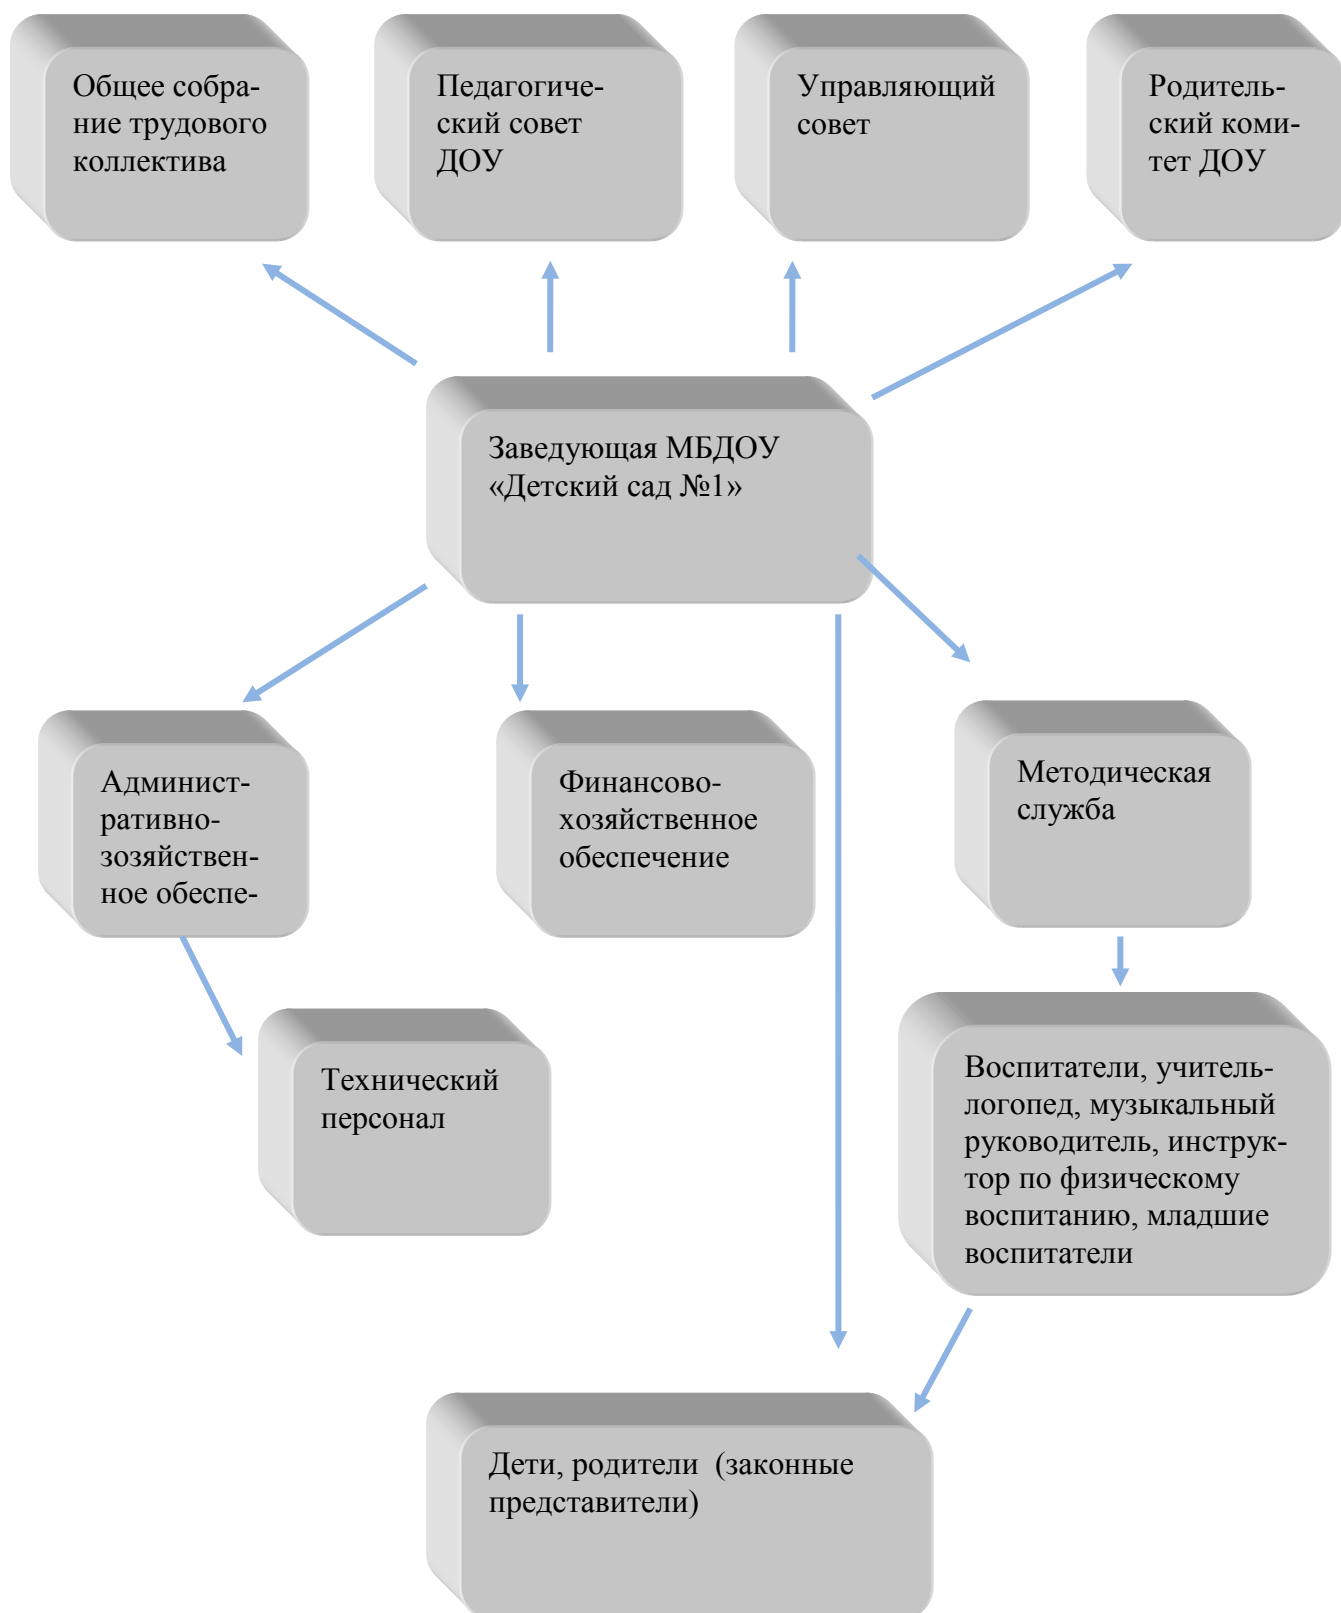 Общее собра-
ние трудового
коллектива
Педагогиче-
ский совет
ДОУ
Управляющий
совет
Родитель-
ский коми-
тет ДОУ
Заведующая МБДОУ
«Детский сад №1»
Админист-
ративно-
зозяйствен-
ное обеспе-
Финансово-
хозяйственное
обеспечение
Методическая
служба
Технический
персонал
Воспитатели, учитель-
логопед, музыкальный
руководитель, инструк-
тор по физическому
воспитанию, младшие
воспитатели
Дети, родители  (законные
представители)